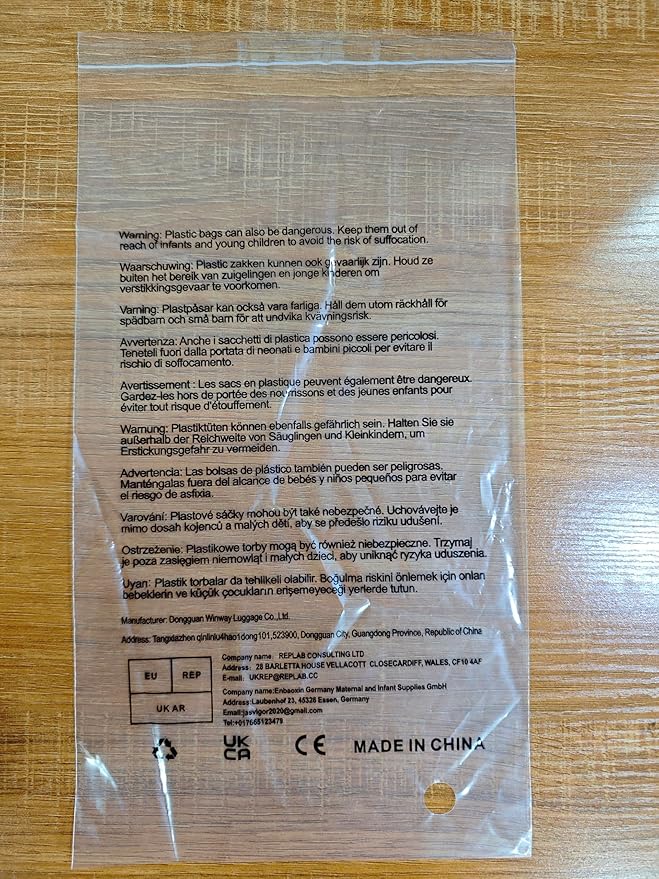 Warning: Plastic bags can also be dangerous. Keep them out of
reach of infants and young children to avoid the risk of suffocation.
Waarschuwing: Plastic zakken kunnen ook gevaarlijk zijn. Houd ze
buiten het bereik van zuigelingen en jonge kinderen om
verstikkingsgevaar te voorkomen.
Varning: Plastpåsar kan också vara farliga. Håll dem utom räckhåll för
spädbarn och små barn för att undvika kvävningsrisk.
Avvertenza: Anche i sacchetti di plastica possono essere pericolosi.
Teneteli fuori dalla portata di neonati e bambini piccoli per evitare il
rischio di soffocamento.
Avertissement : Les sacs en plastique peuvent également être dangereux.
Gardez-les hors de portée des nourrissons et des jeunes enfants pour
éviter tout risque d'étouffement.
Warnung: Plastiktüten können ebenfalls gefährlich sein. Halten Sie sie
außerhalb der Reichweite von Säuglingen und Kleinkindern, um
Erstickungsgefahr zu vermeiden.
Advertencia: Las bolsas de plástico también pueden ser peligrosas.
Manténgalas fuera del alcance de bebés y niños pequeños para evitar
el riesgo de asfixia.
Varování: Plastové sáčky mohou být také nebezpečné. Uchovávejte je
mimo dosah kojenců a malých dětí, aby se předešlo riziku udušení.
Ostrzeżenie: Plastikowe torby mogą być również niebezpieczne. Trzymaj
je poza zasięgiem niemowląt i małych dzieci, aby uniknąć ryzyka uduszenia.
Uyarı: Plastik torbalar da tehlikeli olabilir. Boğulma riskini önlemek için onları
bebeklerin ve küçük çocukların erişemeyeceği yerlerde tutun.
Manufacturer: Dongguan Winway Luggage Co.,Ltd.
Address: Tangxiazhen qinliniu4hao1dong101,523900, Dongguan City, Guangdong Province, Republic of China
EU REP
UK AR
Company name: REPLAB CONSULTING LTD
Address: 28 BARLETTA HOUSE VELLACOTT CLOSECARDIFF, WALES, CF10 4AF
E-mail: UKREP@REPLAB.CC
Company name:Enbaoxin Germany Maternal and Infant Supplies GmbH
Address:Laubenhof 23, 45326 Essen, Germany
Email:jasvigor2020@gmail.com
Tel:+017665123479
UK
CA
CE
MADE IN CHINA